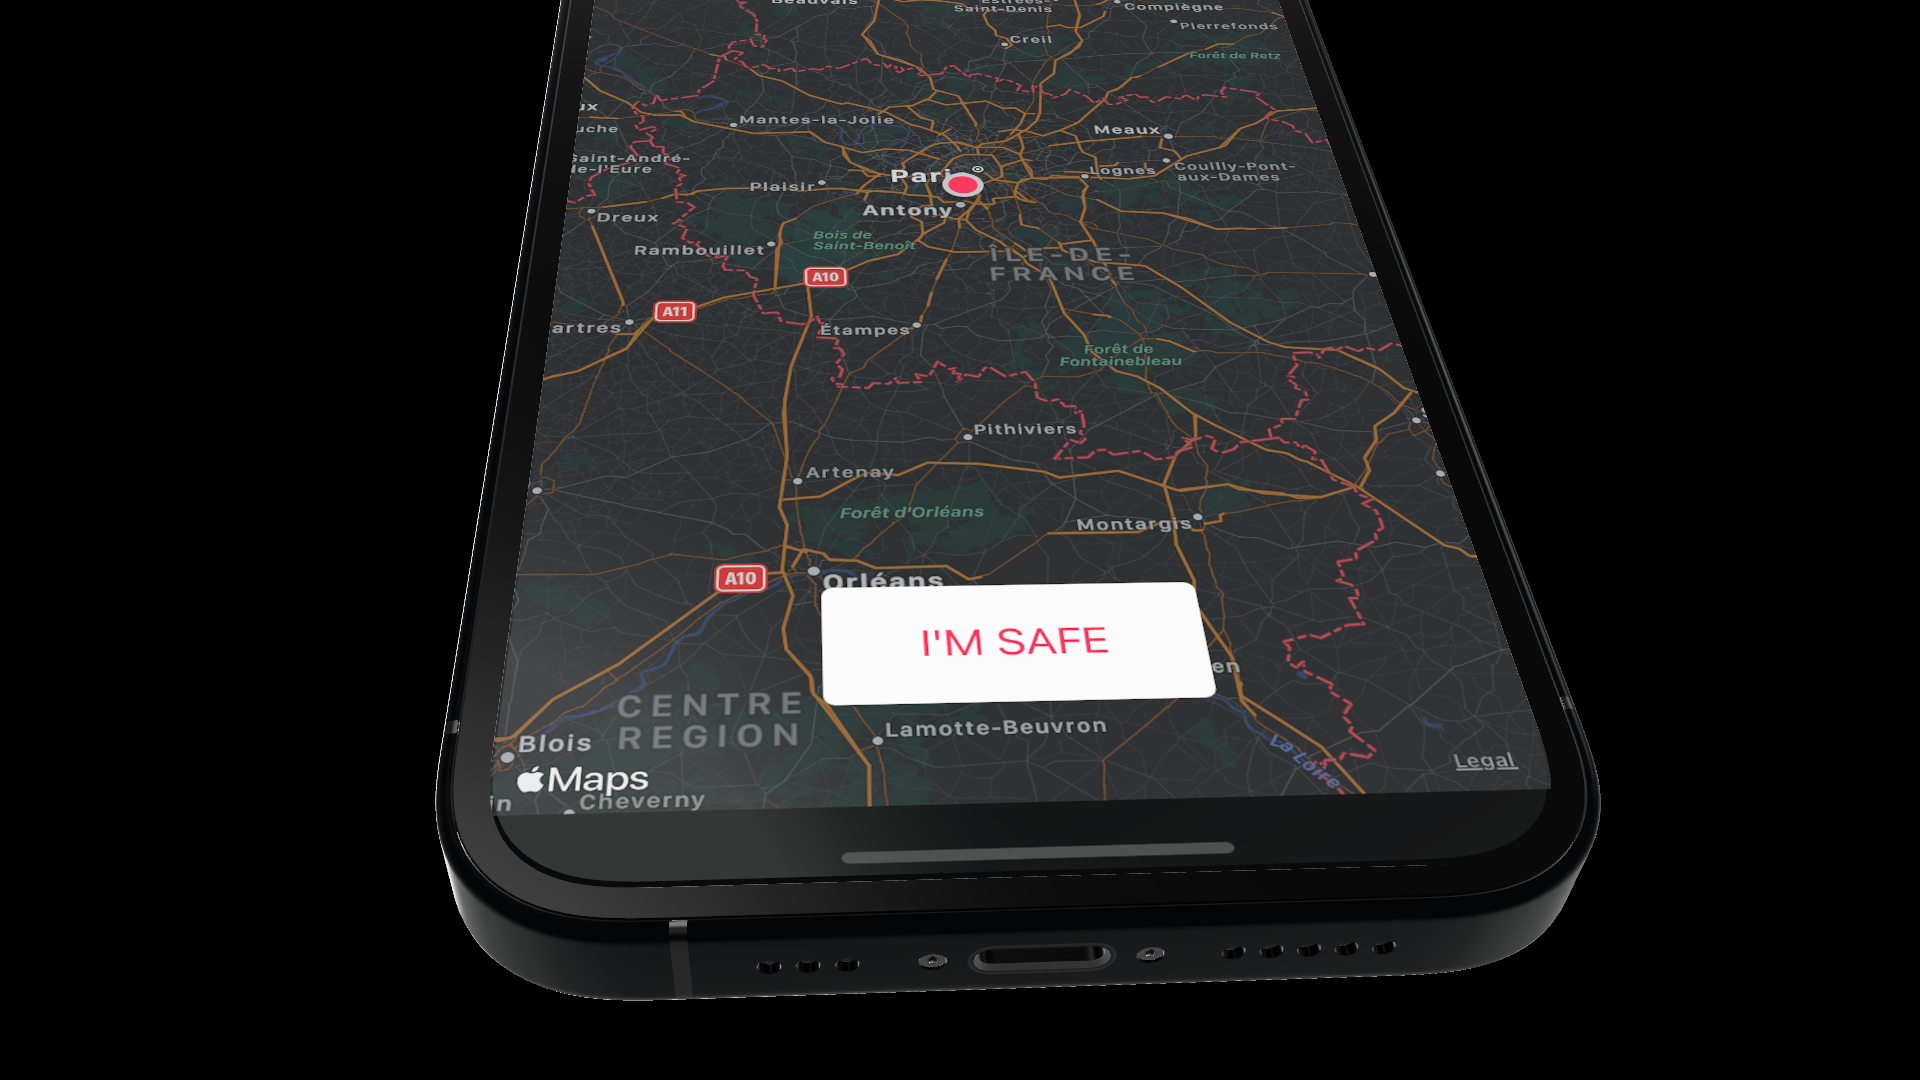 Beauvais
Saint-Denis
Compiègne
Pierrefonds
Creil
Forêt de Retz
Mantes-la-Jolie
Meaux
uche
Saint-André-
de-l'Eure
Couilly-Pont-
aux-Dames
Lognes
Pari
Plaisir
Antony
Dreux
Bois de
Saint-Benoît
Rambouillet
ÎLE-DE-
FRANCE
A10
A11
artres
Étampes
Forêt de
Fontainebleau
Pithiviers
Artenay
Forêt d'Orléans
Montargis
A10
Orléans
I'M SAFE
en
CENTRE
REGION
Lamotte-Beuvron
Blois
La Loire
Legal
Maps
in
Cheverny